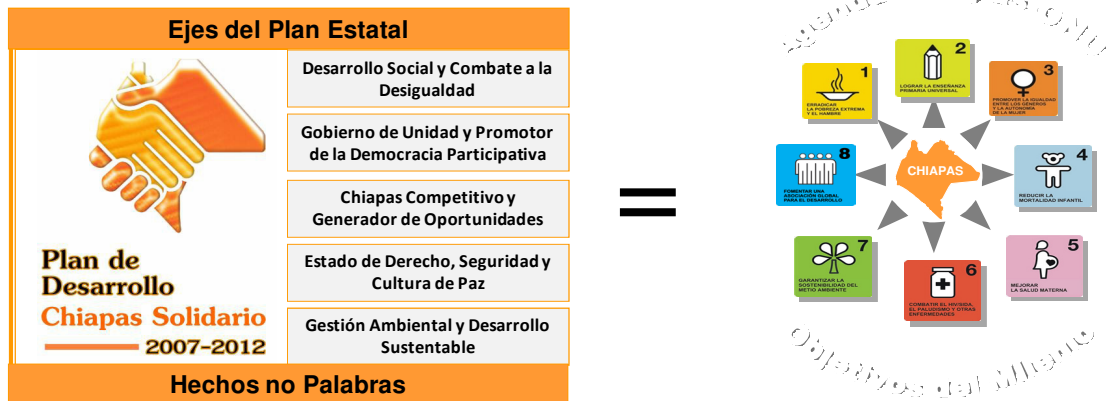 Ejes del Plan Estatal
Plan de
Desarrollo
Chiapas Solidario
2007-2012
Desarrollo Social y Combate a la
Desigualdad
Gobierno de Unidad y Promotor
de la Democracia Participativa
Chiapas Competitivo y
Generador de Oportunidades
Estado de Derecho, Seguridad y
Cultura de Paz
Gestión Ambiental y Desarrollo
Sustentable
Hechos no Palabras
=
1
ERRADICAR
LA POBREZA EXTREMA
Y EL HAMBRE
2
LOGRAR LA ENSEÑANZA
PRIMARIA UNIVERSAL
3
PROMOVER LA IGUALDAD
ENTRE LOS GÉNEROS
Y LA AUTONOMÍA
DE LA MUJER
8
FOMENTAR UNA
ASOCIACIÓN GLOBAL
PARA EL DESARROLLO
CHIAPAS
4
REDUCIR LA
MORTALIDAD INFANTIL
7
GARANTIZAR LA
SOSTENIBILIDAD DEL
METIO AMBIENTE
6
COMBATIR EL HIV/SIDA,
EL PALUDISMO Y OTRAS
ENFERMEDADES
5
MEJORAR
LA SALUD MATERNA
Objetivos del Milenio